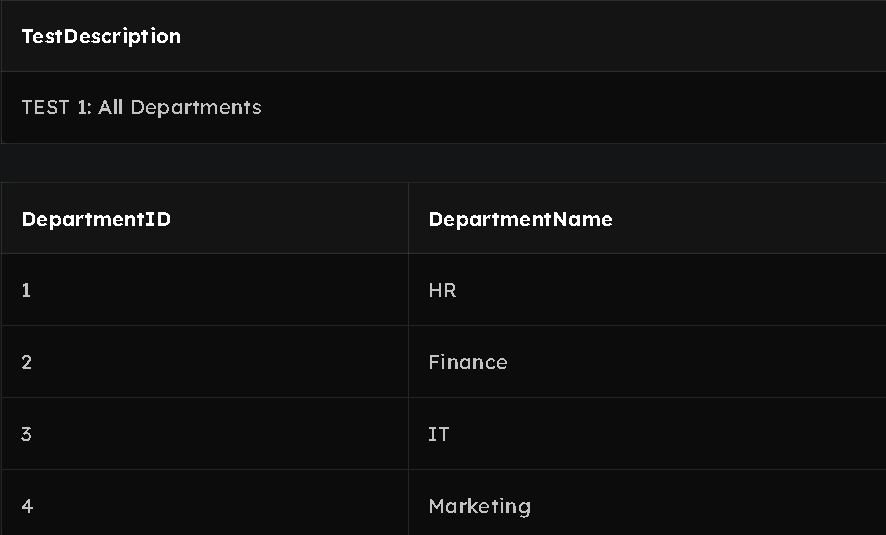 TestDescription
TEST 1: All Departments
DepartmentID DepartmentName
1 HR
2 Finance
3 IT
4 Marketing